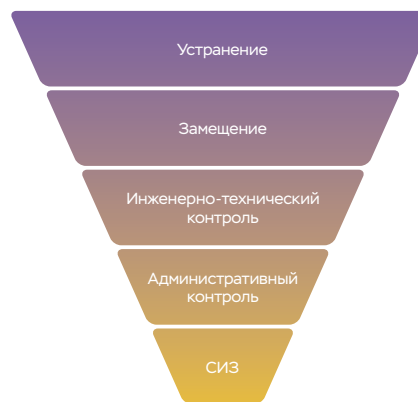 Устранение
Замещение
Инженерно-технический
контроль
Административный
контроль
СИЗ